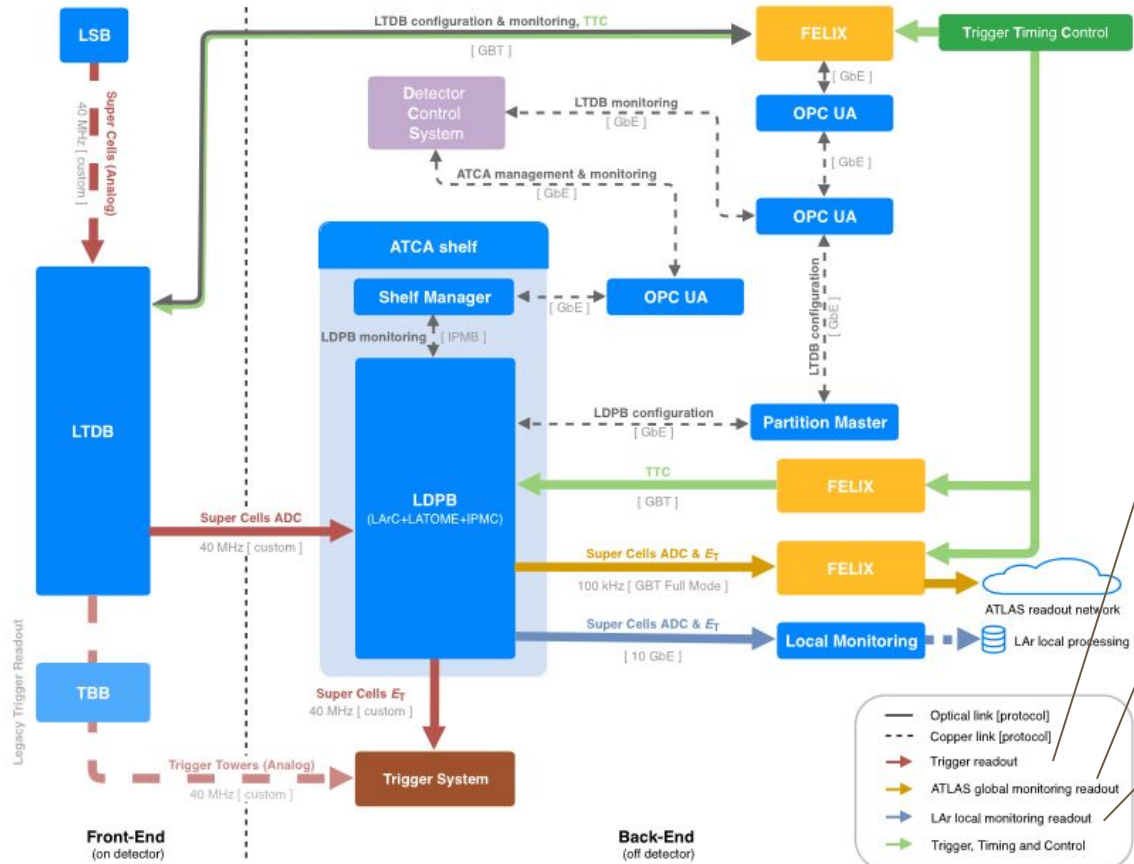 LSB
Super Cells (Analog)
40 MHz [ custom ]
LTDB configuration & monitoring, TTC
[ GBT ]
FELIX
Trigger Timing Control
[ GbE ]
OPC UA
[ GbE ]
OPC UA
Detector
Control
System
LTDB monitoring
[ GbE ]
ATCA management & monitoring
[ GbE ]
ATCA shelf
Shelf Manager
[ GbE ]
OPC UA
LDPB monitoring
[ IPMB ]
LTDB configuration
[ GbE ]
LTDB
LDPB configuration
[ GbE ]
Partition Master
LDPB
(LArC+LATOME+IPMC)
TTC
[ GBT ]
FELIX
Super Cells ADC
40 MHz [ custom ]
Super Cells ADC & ET
100 kHz [ GBT Full Mode ]
FELIX
ATLAS readout network
Super Cells ADC & ET
[ 10 GbE ]
Local Monitoring
LAr local processing
Legacy Trigger Readout
TBB
Super Cells ET
40 MHz [ custom ]
Trigger Towers (Analog)
40 MHz [ custom ]
Trigger System
Optical link [protocol]
Copper link [protocol]
Trigger readout
ATLAS global monitoring readout
LAr local monitoring readout
Trigger, Timing and Control
Front-End
(on detector)
Back-End
(off detector)